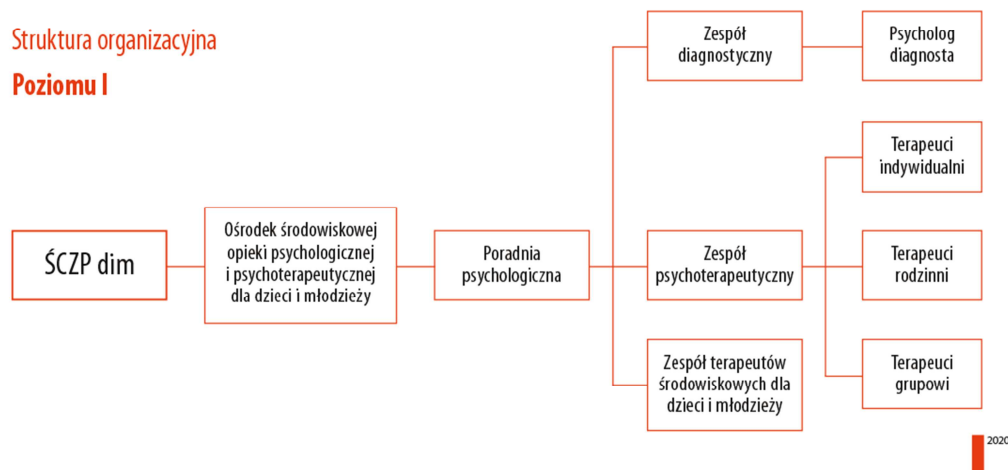 Struktura organizacyjna
Poziomu I
ŚCZP dim
Ośrodek środowiskowej
opieki psychologicznej
i psychoterapeutycznej
dla dzieci i młodzieży
Poradnia
psychologiczna
Zespół
diagnostyczny
Psycholog
diagnosta
Zespół
psychoterapeutyczny
Terapeuci
indywidualni
Terapeuci
rodzinni
Terapeuci
grupowi
Zespół terapeutów
środowiskowych dla
dzieci i młodzieży
2020